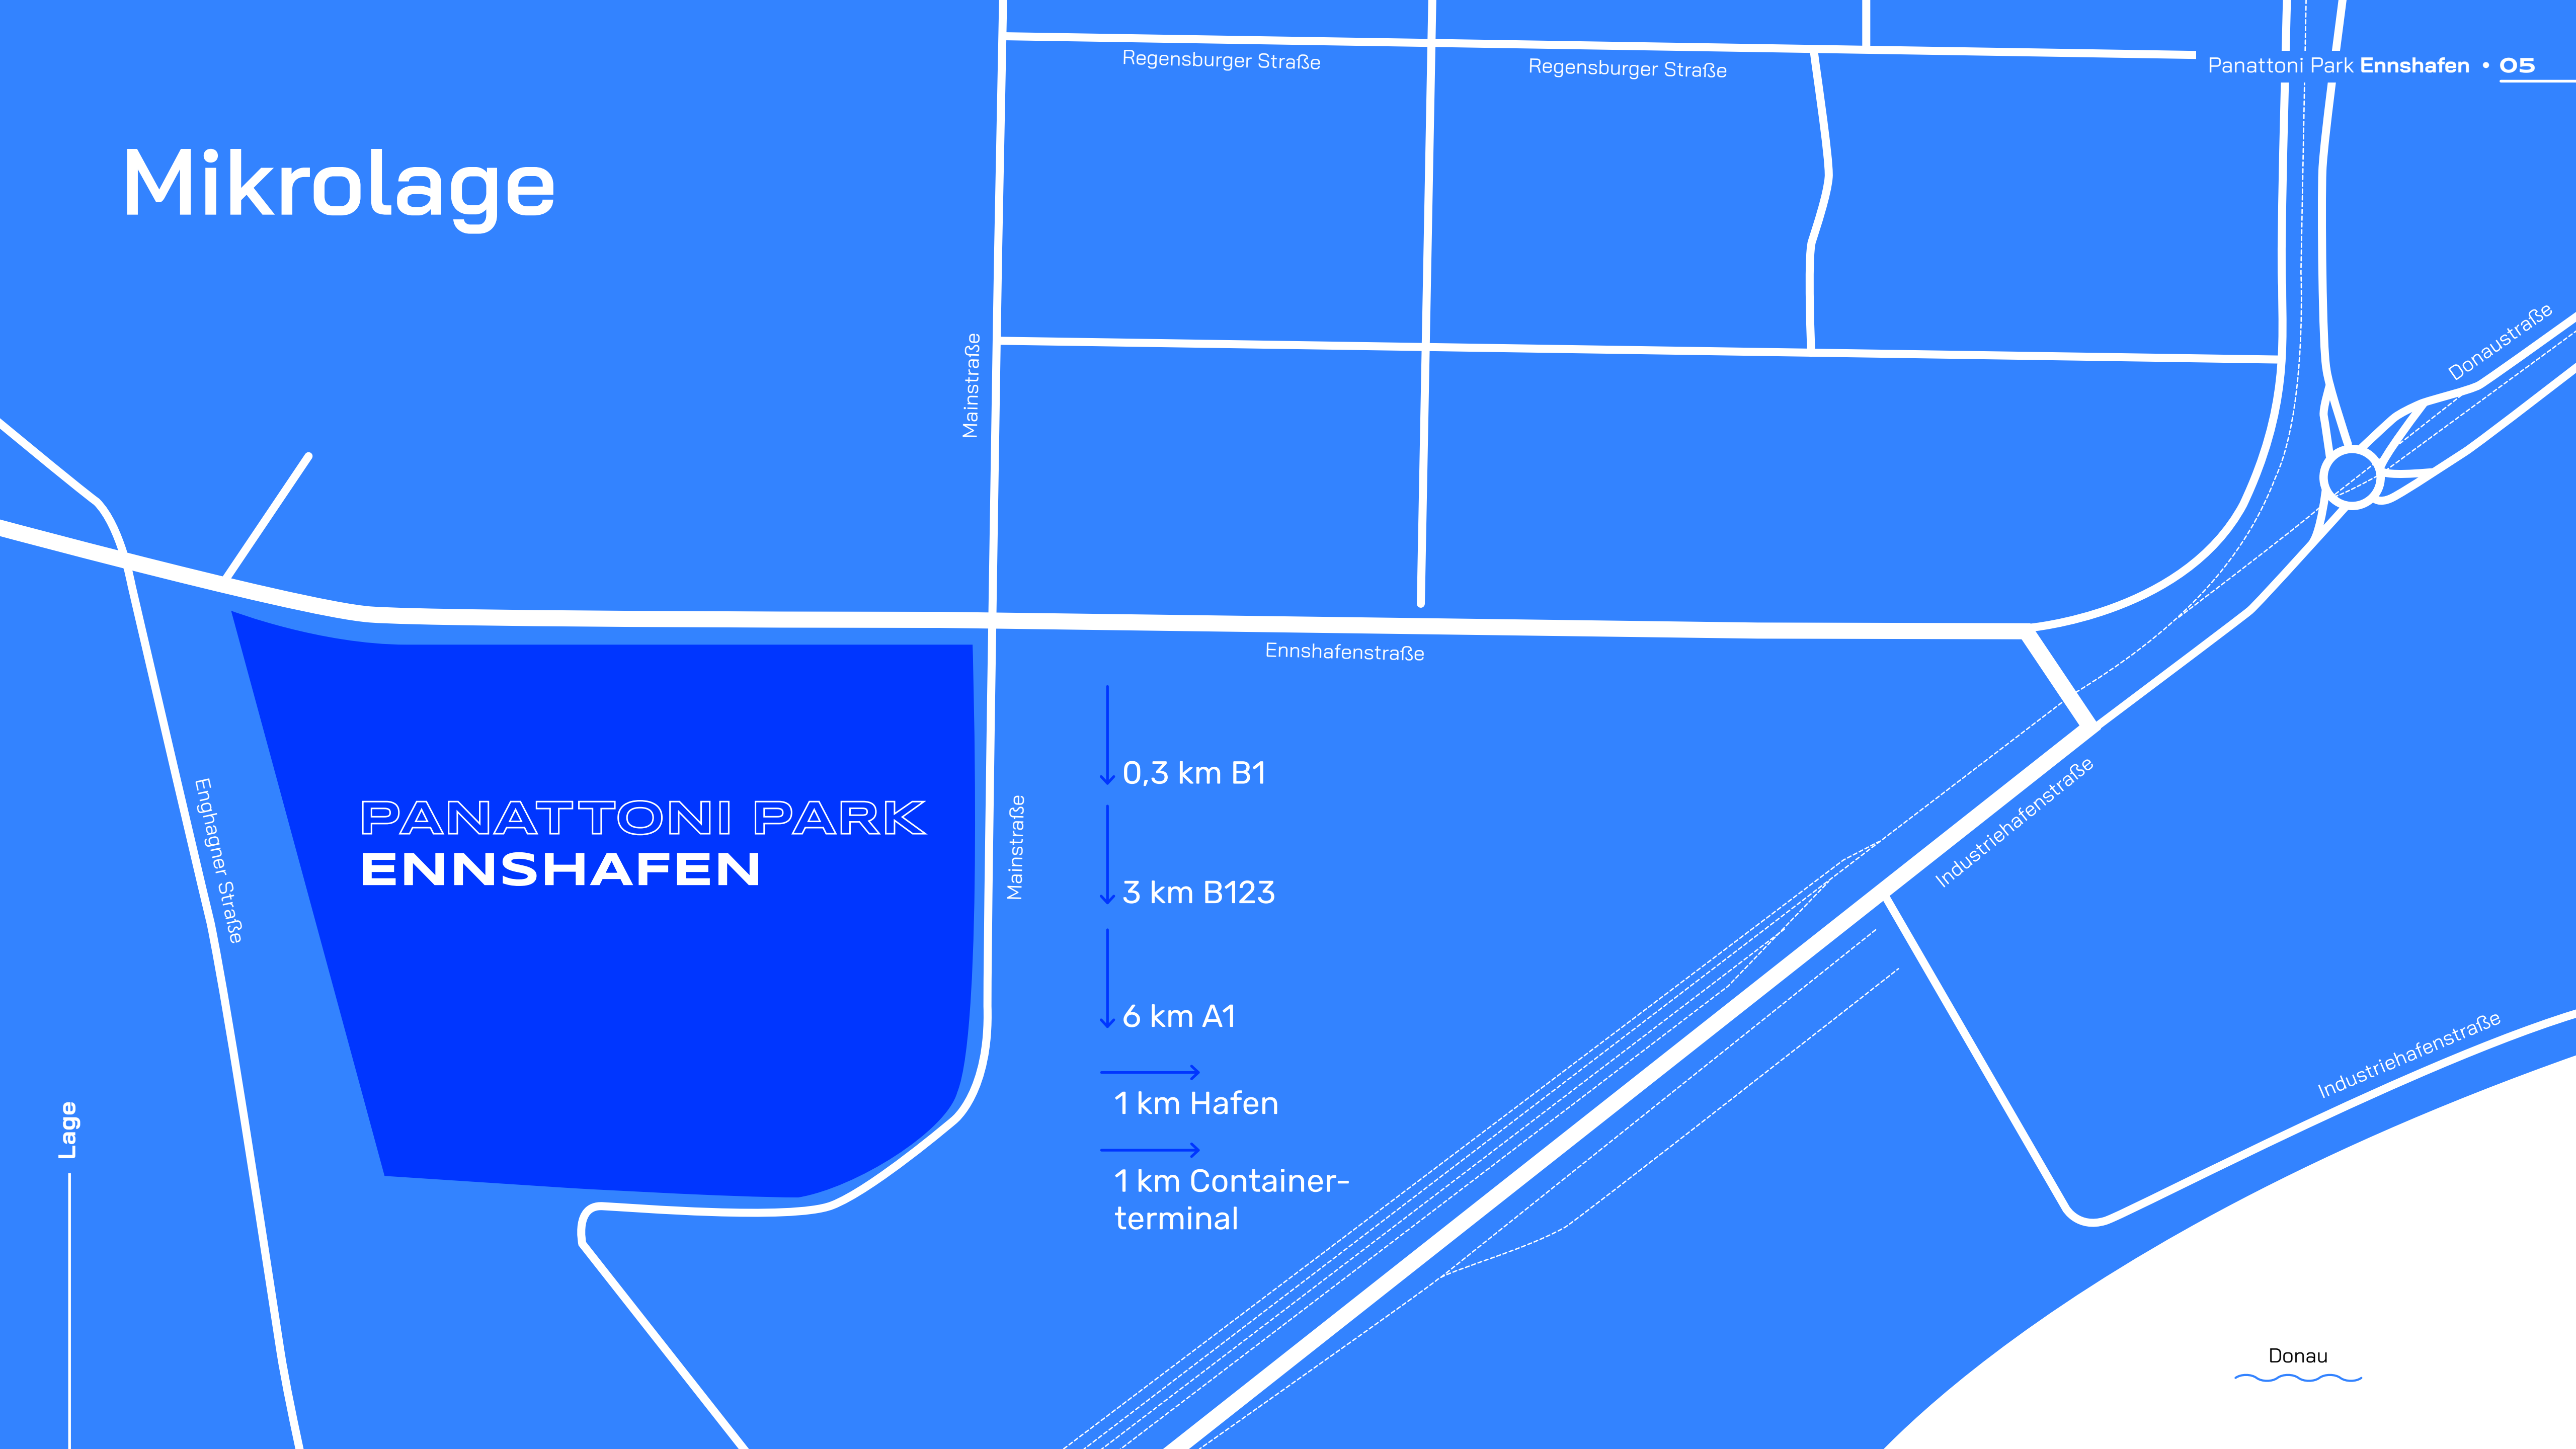 Regensburger Straße
Regensburger Straße
Panattoni Park Ennshafen • 05
Mikrolage
Donaustraße
Mainstraße
Ennshafenstraße
0,3 km B1
Industriehafenstraße
Enghagner Straße
PANATTONI PARK
ENNSHAFEN
Mainstraße
3 km B123
6 km A1
Industriehafenstraße
1 km Hafen
Lage
1 km Container-
terminal
Donau